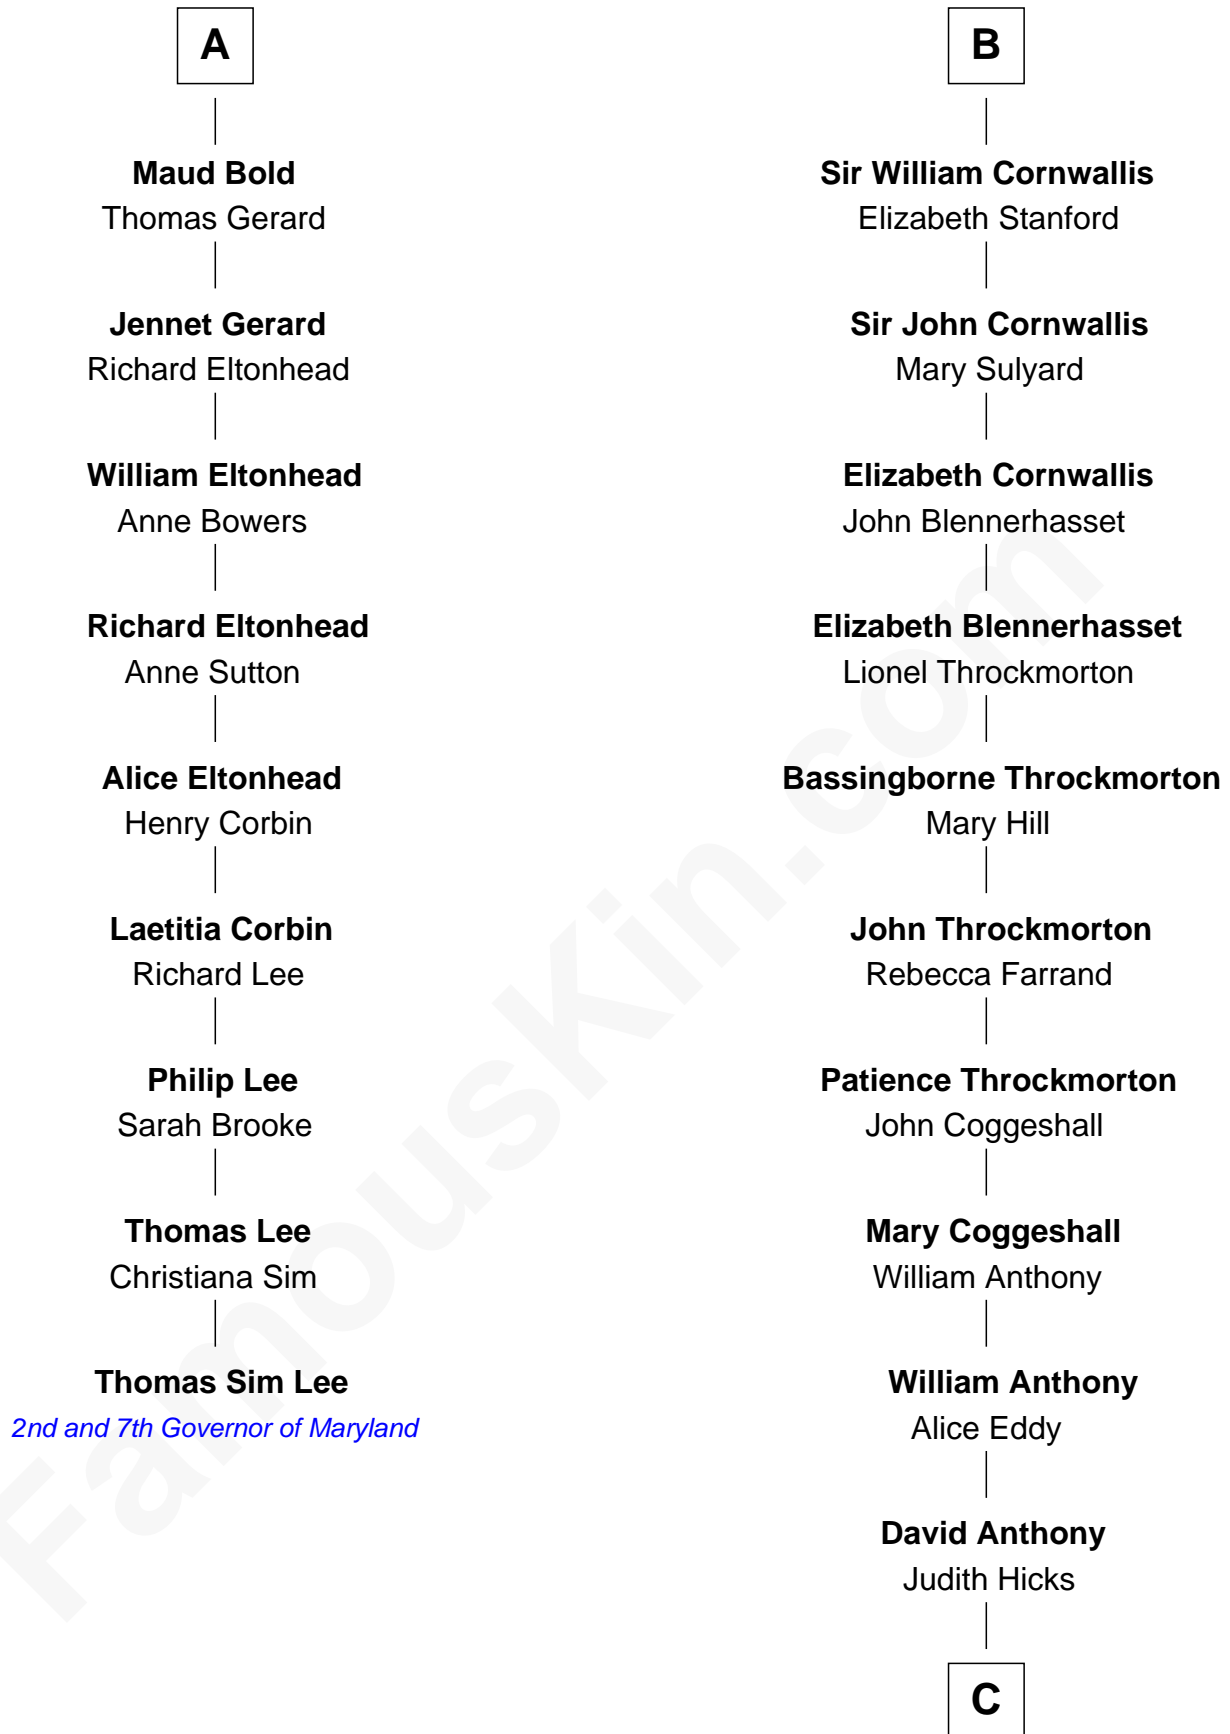 A
Maud Bold
Thomas Gerard
Jennet Gerard
Richard Eltonhead
William Eltonhead
Anne Bowers
Richard Eltonhead
Anne Sutton
Alice Eltonhead
Henry Corbin
Laetitia Corbin
Richard Lee
Philip Lee
Sarah Brooke
Thomas Lee
Christiana Sim
Thomas Sim Lee
2nd and 7th Governor of Maryland
B
Sir William Cornwallis
Elizabeth Stanford
Sir John Cornwallis
Mary Sulyard
Elizabeth Cornwallis
John Blennerhasset
Elizabeth Blennerhasset
Lionel Throckmorton
Bassingborne Throckmorton
Mary Hill
John Throckmorton
Rebecca Farrand
Patience Throckmorton
John Coggeshall
Mary Coggeshall
William Anthony
William Anthony
Alice Eddy
David Anthony
Judith Hicks
C
FamousKin.com